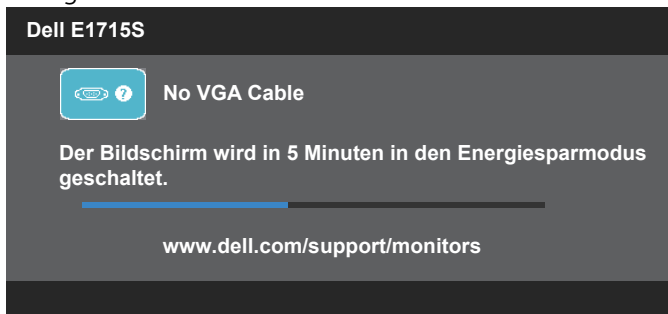 Dell E1715S
No VGA Cable
Der Bildschirm wird in 5 Minuten in den Energiesparmodus
geschaltet.
www.dell.com/support/monitors